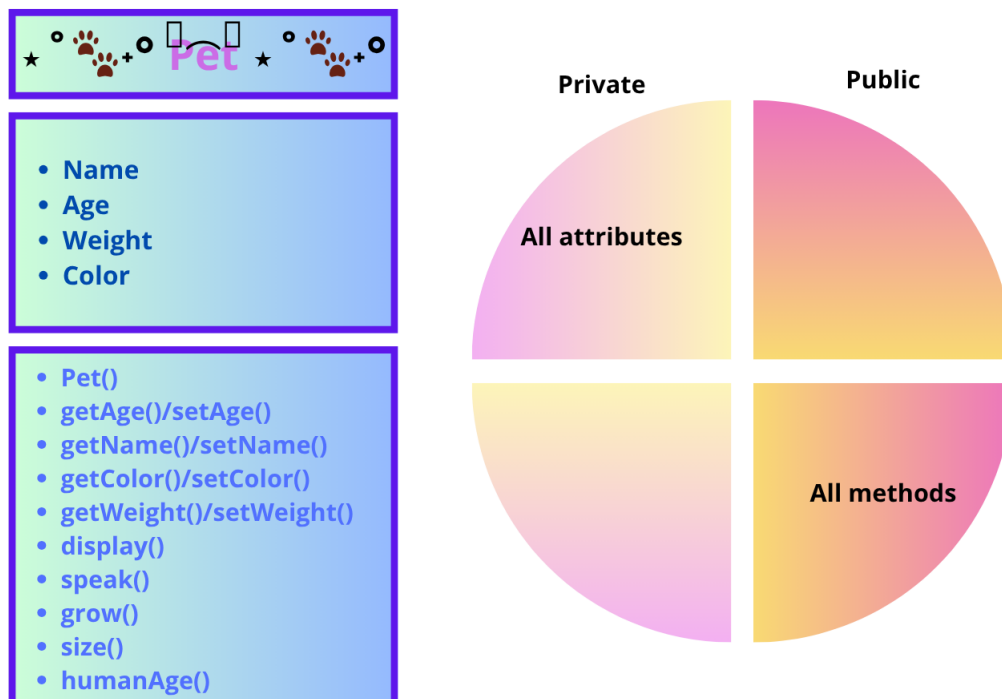 Pet
• Name
• Age
• Weight
• Color
• Pet()
• getAge()/setAge()
• getName()/setName()
• getColor()/setColor()
• getWeight()/setWeight()
• display()
• speak()
• grow()
• size()
• humanAge()
Private
Public
All attributes
All methods